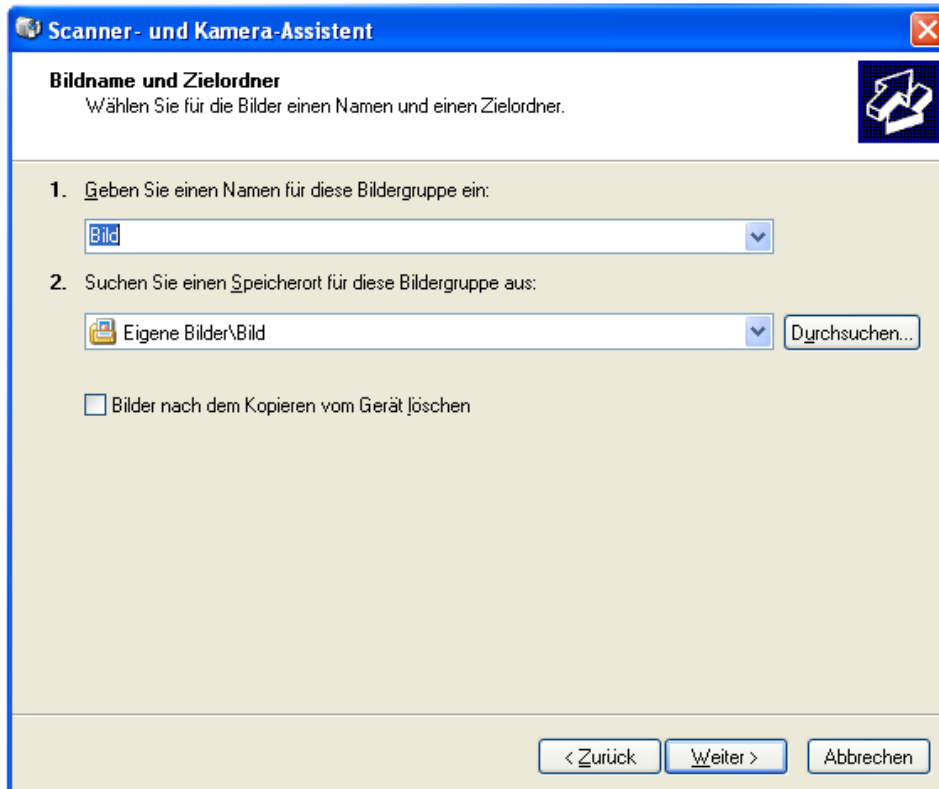 Scanner- und Kamera-Assistent
Bildname und Zielordner
Wählen Sie für die Bilder einen Namen und einen Zielordner.
1. Geben Sie einen Namen für diese Bildergruppe ein:
Bild
2. Suchen Sie einen Speicherort für diese Bildergruppe aus:
Eigene Bilder\Bild
Durchsuchen...
Bilder nach dem Kopieren vom Gerät löschen
< Zurück
Weiter >
Abbrechen